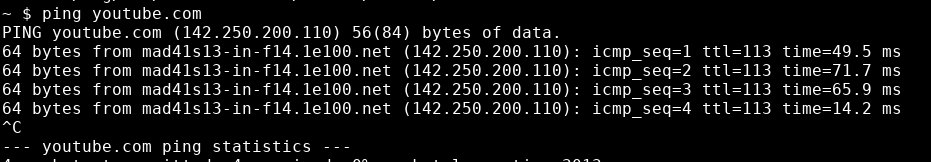 ~ $ ping youtube.com
PING youtube.com (142.250.200.110) 56(84) bytes of data.
64 bytes from mad41s13-in-f14.1e100.net (142.250.200.110): icmp_seq=1 ttl=113 time=49.5 ms
64 bytes from mad41s13-in-f14.1e100.net (142.250.200.110): icmp_seq=2 ttl=113 time=71.7 ms
64 bytes from mad41s13-in-f14.1e100.net (142.250.200.110): icmp_seq=3 ttl=113 time=65.9 ms
64 bytes from mad41s13-in-f14.1e100.net (142.250.200.110): icmp_seq=4 ttl=113 time=14.2 ms
^C
--- youtube.com ping statistics ---